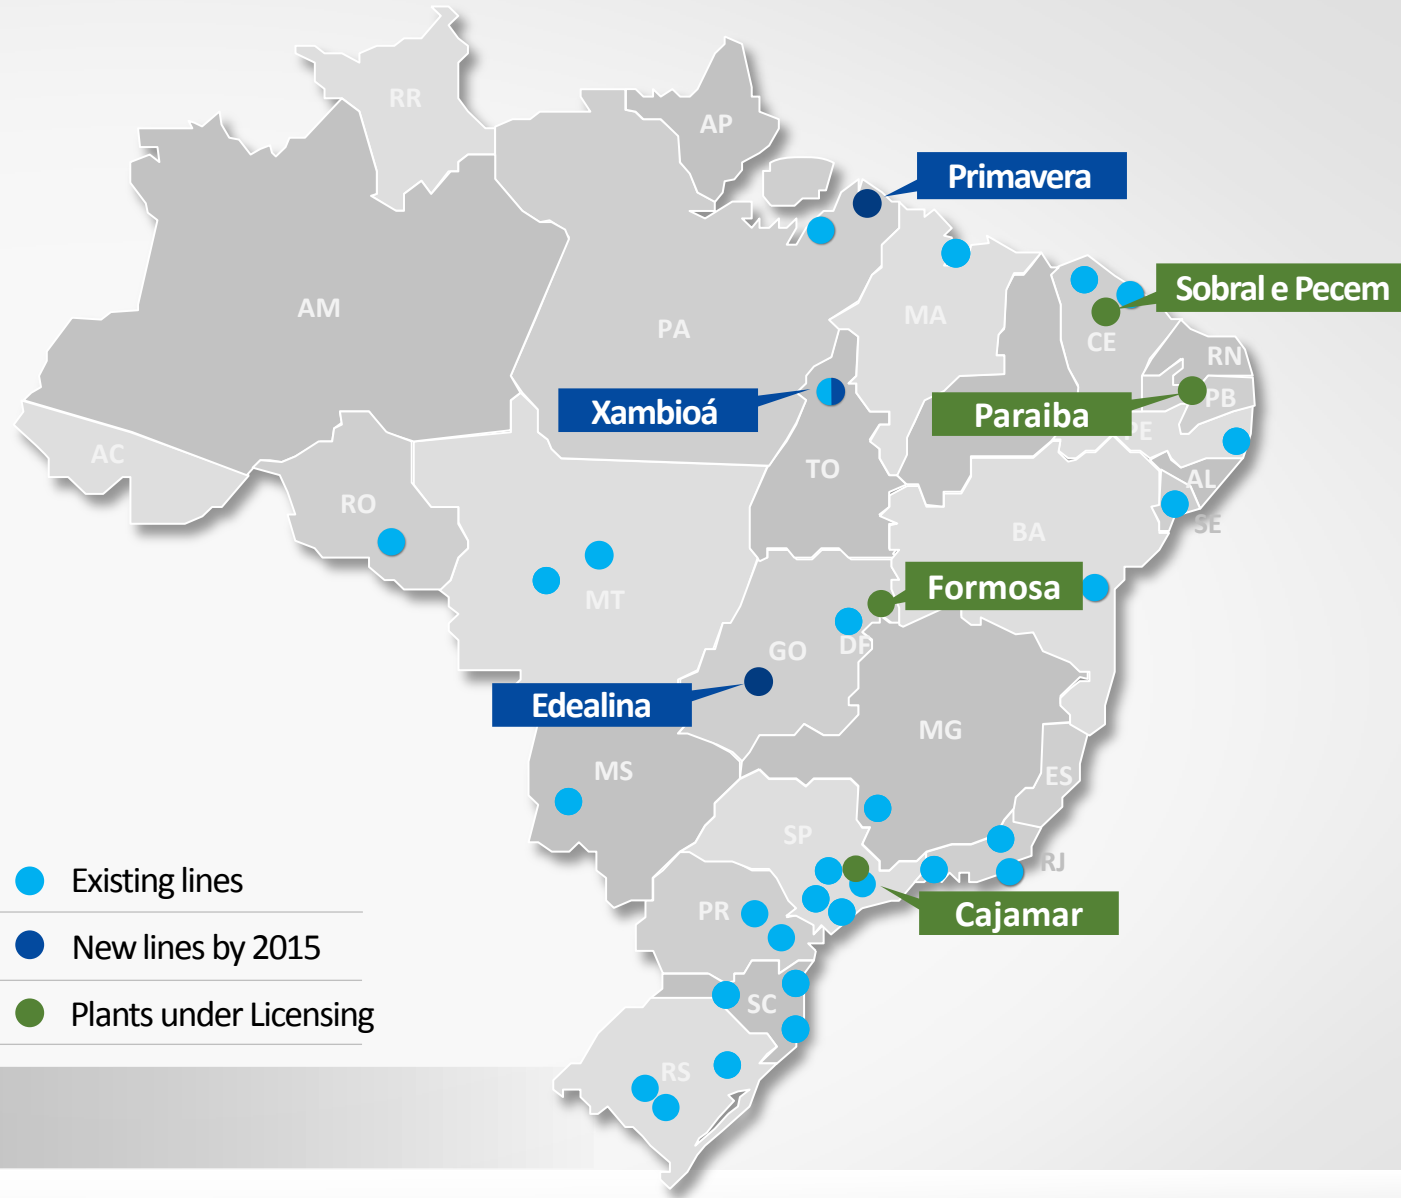 RR
AP
Primavera
Sobral e Pecem
AM
PA
MA
CE
RN
Xambioá
Paraiba
PB
PE
AC
TO
AL
RO
BA
SE
MT
Formosa
GO
DF
Edealina
MG
MS
ES
SP
RJ
Existing lines
PR
Cajamar
New lines by 2015
SC
Plants under Licensing
RS